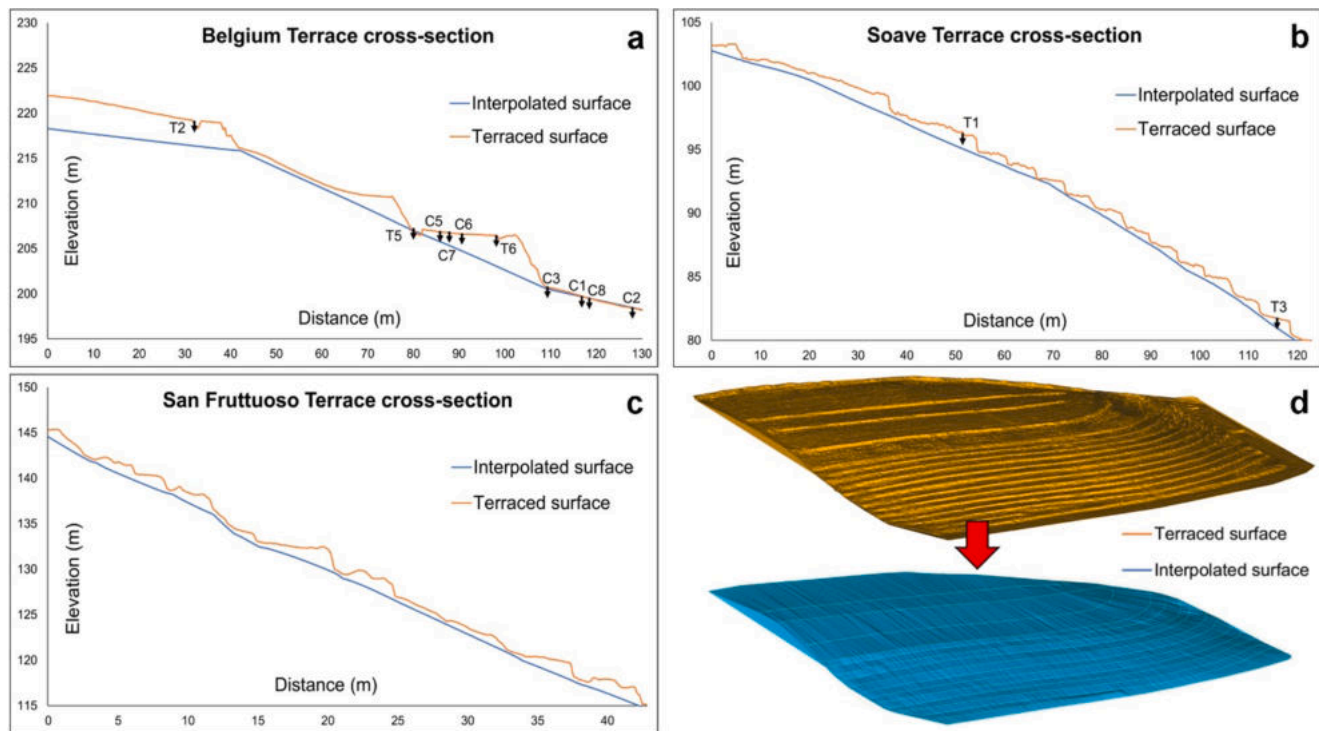 Belgium Terrace cross-section
a
230
225
220
215
210
205
200
195
Elevation (m)
Interpolated surface
Terraced surface
T2
T5
C5
C7
C6
T6
C3
C1
C8
C2
Distance (m)
0 10 20 30 40 50 60 70 80 90 100 110 120 130
Soave Terrace cross-section
b
105
100
95
90
85
80
Elevation (m)
Interpolated surface
Terraced surface
T1
T3
Distance (m)
0 10 20 30 40 50 60 70 80 90 100 110 120
San Fruttuoso Terrace cross-section
c
150
145
140
135
130
125
120
115
Elevation (m)
Interpolated surface
Terraced surface
Distance (m)
0 5 10 15 20 25 30 35 40
d
Terraced surface
Interpolated surface